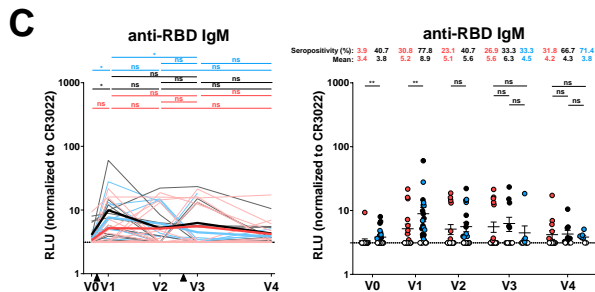 C
anti-RBD IgM
* ns
ns ns
* ns ns
ns ns
ns ns
* ns ns ns
ns ns
ns
ns ns ns
RLU (normalized to CR3022)
1000
100
10
1
V0 V1 V2 V3 V4
anti-RBD IgM
Seropositivity (%): 3.9 40.7 30.8 77.8 23.1 40.7 26.9 33.3 33.3 31.8 66.7 71.4
Mean: 3.4 3.8 5.2 8.9 5.1 5.6 5.6 6.3 4.5 4.2 4.3 3.8
** ** ns ns ns ns ns ns ns
RLU (normalized to CR3022)
1000
100
10
1
V0 V1 V2 V3 V4